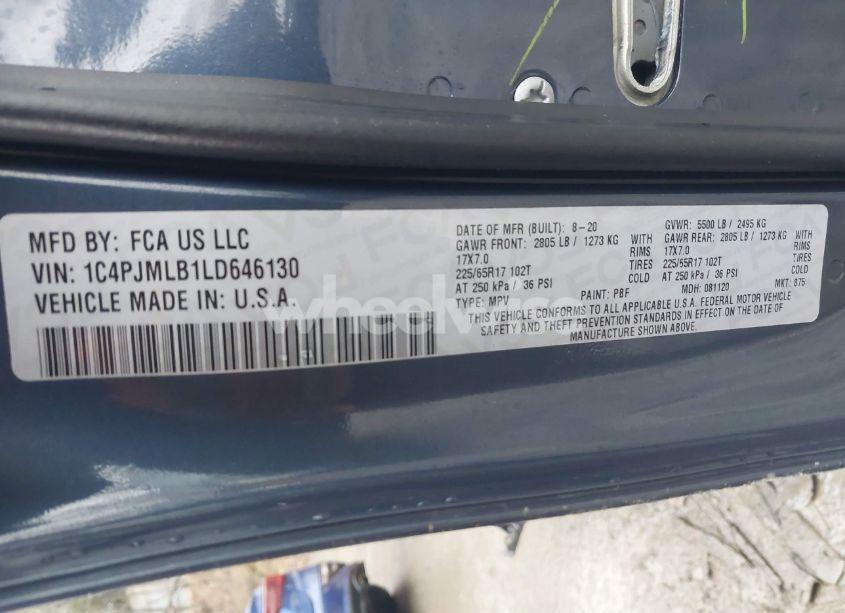 MFD BY: FCA US LLC
VIN: 1C4PJMLB1LD646130
VEHICLE MADE IN: U.S.A.
DATE OF MFR (BUILT): 8-20 GVWR: 5500 LB / 2495 KG
GAWR FRONT: 2805 LB / 1273 KG WITH GAWR REAR: 2805 LB / 1273 KG WITH
17X7.0 RIMS 17X7.0 RIMS
225/65R17 102T TIRES 225/65R17 102T TIRES
AT 250 kPa / 36 PSI COLD AT 250 kPa / 36 PSI COLD
TYPE: MPV PAINT: PBF MDH: 081120 MKT: 875
THIS VEHICLE CONFORMS TO ALL APPLICABLE U.S.A. FEDERAL MOTOR VEHICLE
SAFETY AND THEFT PREVENTION STANDARDS IN EFFECT ON THE DATE OF
MANUFACTURE SHOWN ABOVE.